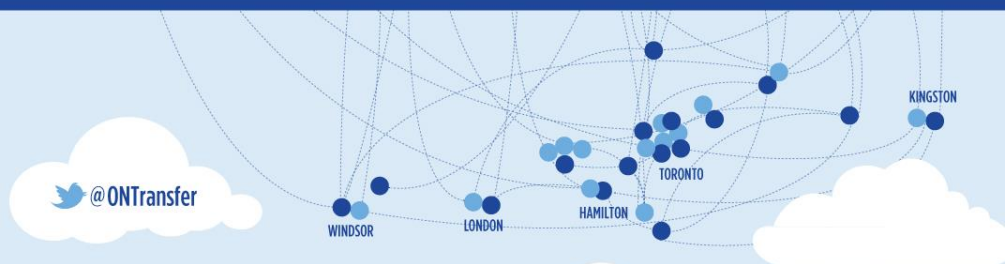 KINGSTON
TORONTO
@ONTransfer
HAMILTON
LONDON
WINDSOR